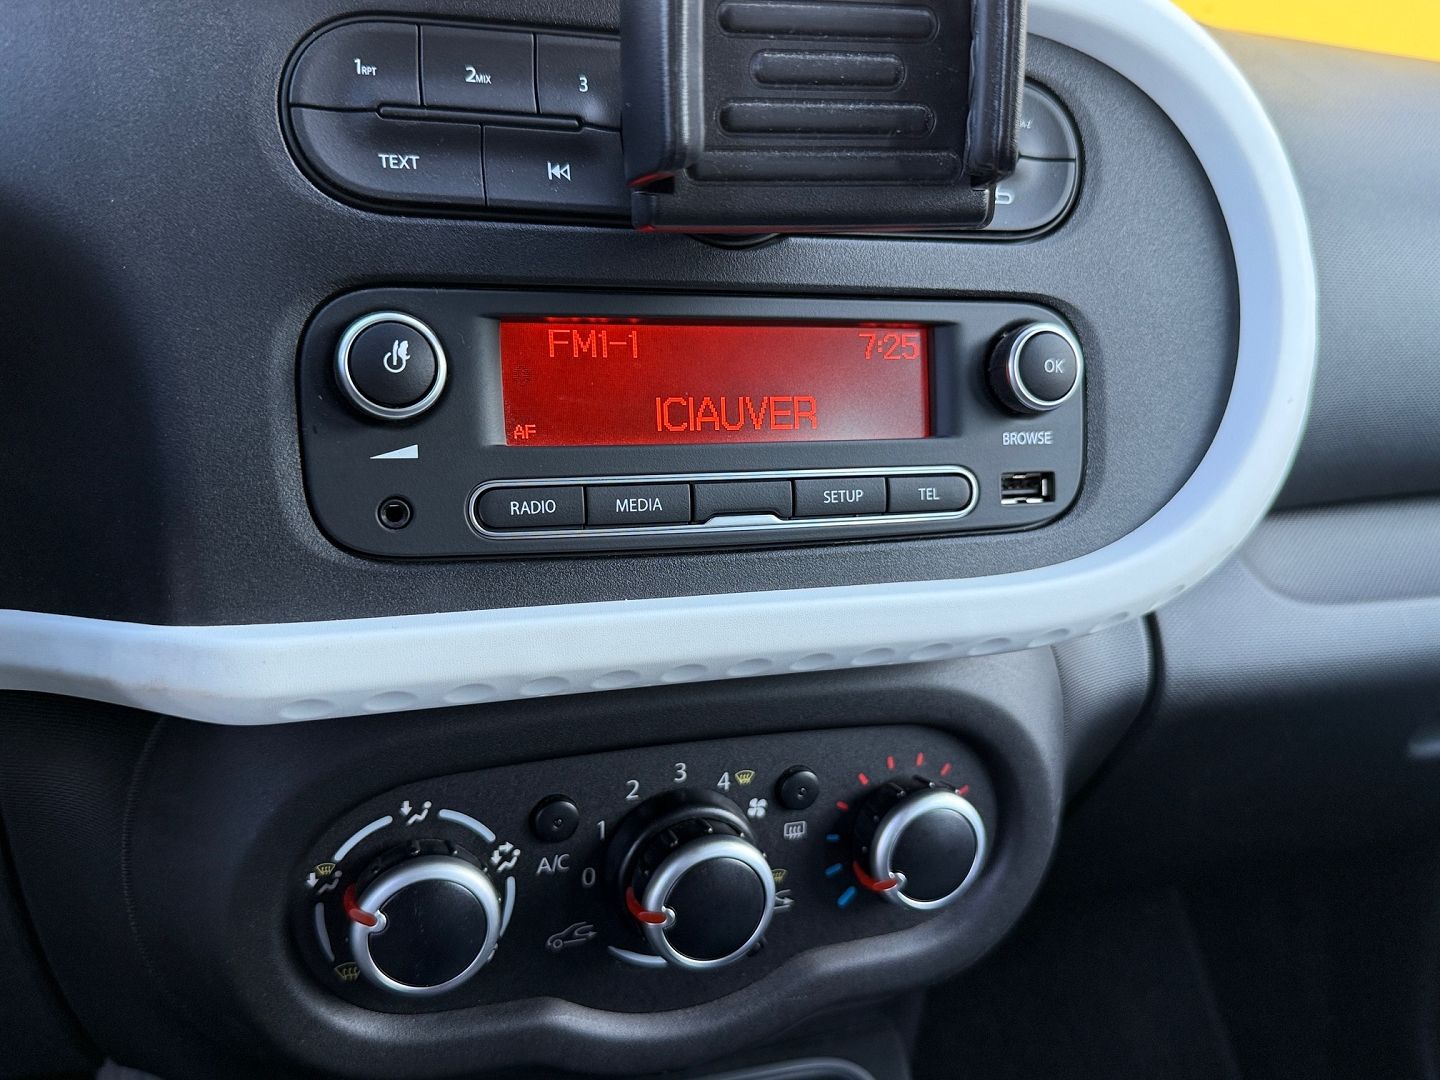 1RPT 2MIX 3
TEXT
FM1-1 7:25
ICIAUVER
AF
OK
BROWSE
RADIO MEDIA SETUP TEL
A/C
0 1 2 3 4